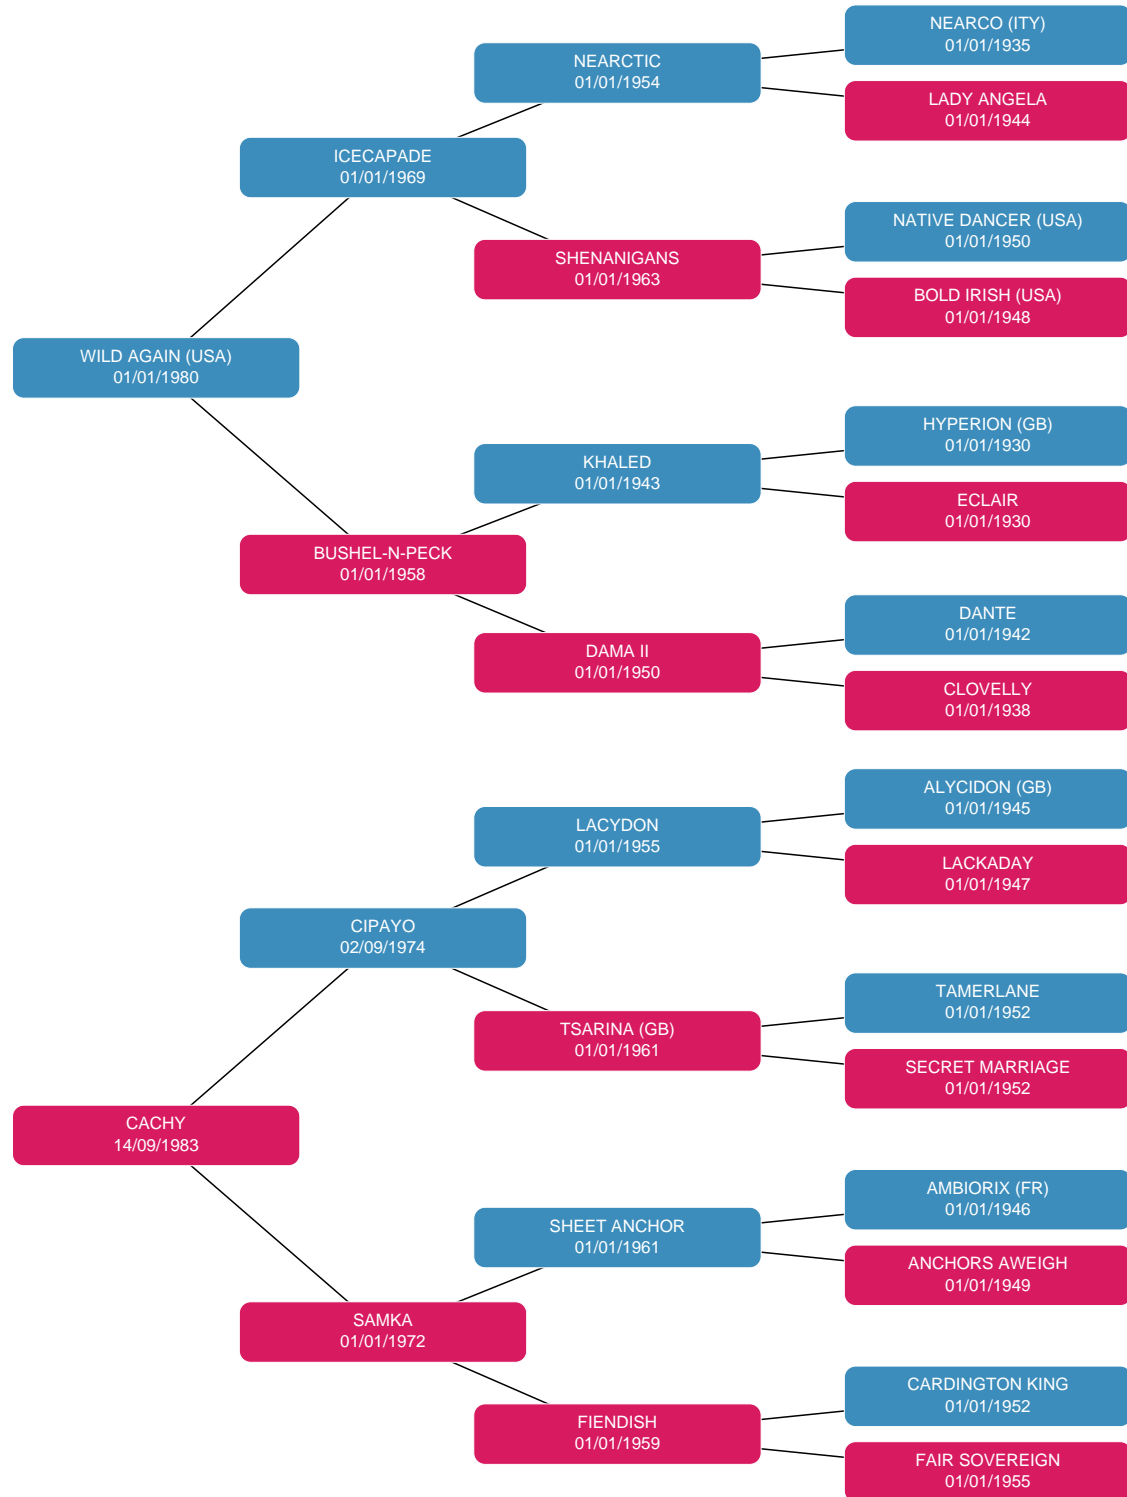 NEARCO (ITY)
01/01/1935
NEARCTIC
01/01/1954
LADY ANGELA
01/01/1944
ICECAPADE
01/01/1969
NATIVE DANCER (USA)
01/01/1950
SHENANIGANS
01/01/1963
BOLD IRISH (USA)
01/01/1948
WILD AGAIN (USA)
01/01/1980
HYPERION (GB)
01/01/1930
KHALED
01/01/1943
ECLAIR
01/01/1930
BUSHEL-N-PECK
01/01/1958
DANTE
01/01/1942
DAMA II
01/01/1950
CLOVELLY
01/01/1938
ALYCIDON (GB)
01/01/1945
LACYDON
01/01/1955
LACKADAY
01/01/1947
CIPAYO
02/09/1974
TAMERLANE
01/01/1952
TSARINA (GB)
01/01/1961
SECRET MARRIAGE
01/01/1952
CACHY
14/09/1983
AMBIORIX (FR)
01/01/1946
SHEET ANCHOR
01/01/1961
ANCHORS AWEIGH
01/01/1949
SAMKA
01/01/1972
CARDINGTON KING
01/01/1952
FIENDISH
01/01/1959
FAIR SOVEREIGN
01/01/1955